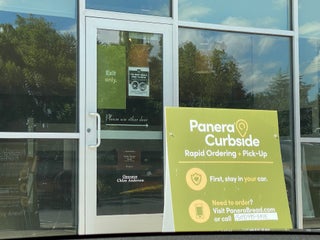 Exit
only.
Please use other door
Panera
Curbside
Rapid Ordering + Pick-Up
First, stay in your car.
Need to order?
Visit PaneraBread.com
or call